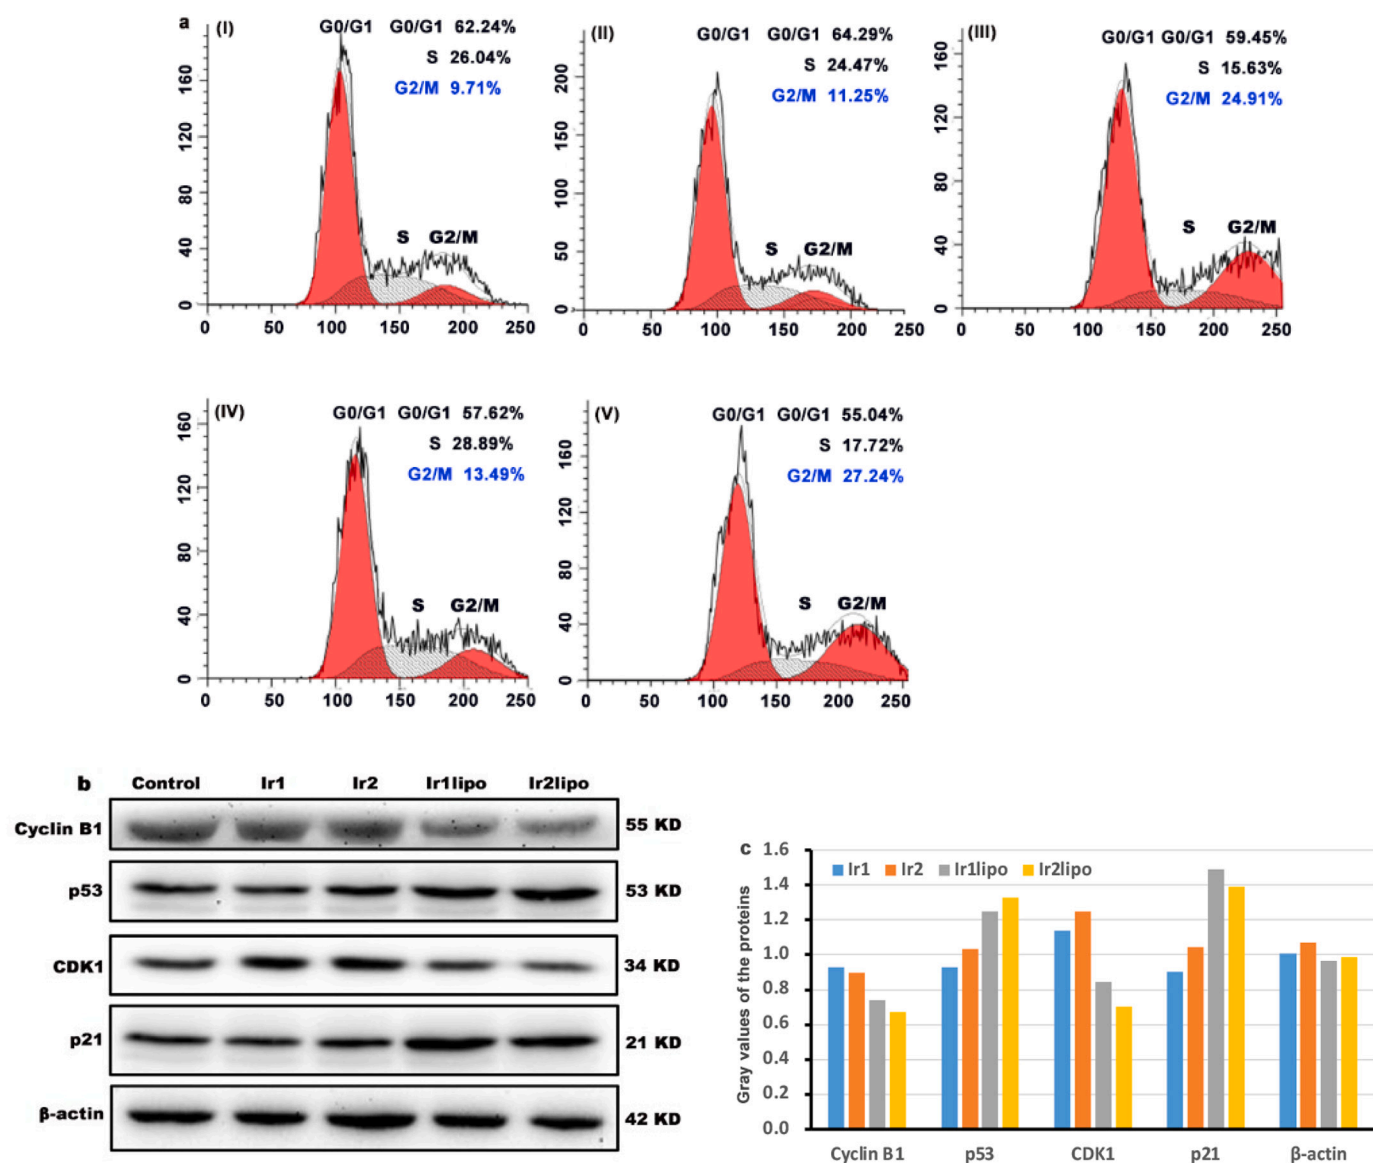 a
(I)
G0/G1 G0/G1 62.24%
S 26.04%
G2/M 9.71%
S G2/M
160
120
80
40
0
0 50 100 150 200 250
(II)
G0/G1 G0/G1 64.29%
S 24.47%
G2/M 11.25%
S G2/M
200
150
100
50
0
0 50 100 150 200 250
(III)
G0/G1 G0/G1 59.45%
S 15.63%
G2/M 24.91%
S G2/M
160
120
80
40
0
0 50 100 150 200 250
(IV)
G0/G1 G0/G1 57.62%
S 28.89%
G2/M 13.49%
S G2/M
160
120
80
40
0
0 50 100 150 200 250
(V)
G0/G1 G0/G1 55.04%
S 17.72%
G2/M 27.24%
S G2/M
160
120
80
40
0
0 50 100 150 200 250
b
Control Ir1 Ir2 Ir1lipo Ir2lipo
Cyclin B1 55 KD
p53 53 KD
CDK1 34 KD
p21 21 KD
β-actin 42 KD
c
Ir1 Ir2 Ir1lipo Ir2lipo
Gray values of the proteins
1.6
1.4
1.2
1.0
0.8
0.6
0.4
0.2
0.0
Cyclin B1 p53 CDK1 p21 β-actin